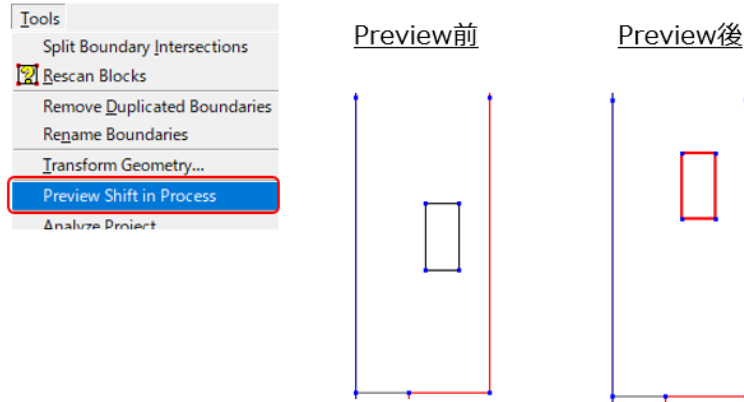 Tools
Split Boundary Intersections
Rescan Blocks
Remove Duplicated Boundaries
Rename Boundaries
Transform Geometry...
Preview Shift in Process
Analyze Project
Preview前
Preview後